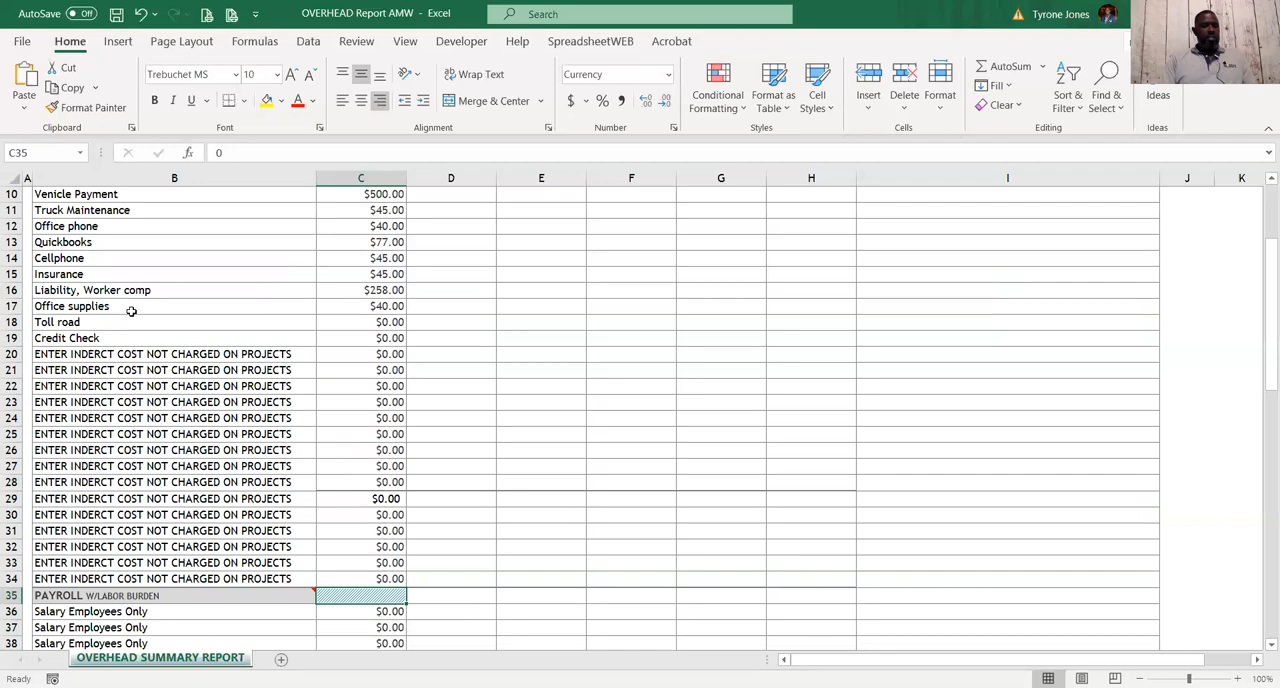 AutoSave Off OVERHEAD Report AMW - Excel Search Tyrone Jones
File Home Insert Page Layout Formulas Data Review View Developer Help SpreadsheetWEB Acrobat
Paste Cut Copy Format Painter
Clipboard
Trebuchet MS 10
B I U A
Font
Wrap Text
Merge & Center
Alignment
Currency
$ % 9
Number
Conditional Formatting Format as Table Cell Styles
Styles
Insert Delete Format
Cells
AutoSum Fill Clear Sort & Filter Find & Select
Editing
Ideas
Ideas
C35 fx 0
A B C D E F G H I J K
10 Venicle Payment $500.00
11 Truck Maintenance $45.00
12 Office phone $40.00
13 Quickbooks $77.00
14 Cellphone $45.00
15 Insurance $45.00
16 Liability, Worker comp $258.00
17 Office supplies $40.00
18 Toll road $0.00
19 Credit Check $0.00
20 ENTER INDERCT COST NOT CHARGED ON PROJECTS $0.00
21 ENTER INDERCT COST NOT CHARGED ON PROJECTS $0.00
22 ENTER INDERCT COST NOT CHARGED ON PROJECTS $0.00
23 ENTER INDERCT COST NOT CHARGED ON PROJECTS $0.00
24 ENTER INDERCT COST NOT CHARGED ON PROJECTS $0.00
25 ENTER INDERCT COST NOT CHARGED ON PROJECTS $0.00
26 ENTER INDERCT COST NOT CHARGED ON PROJECTS $0.00
27 ENTER INDERCT COST NOT CHARGED ON PROJECTS $0.00
28 ENTER INDERCT COST NOT CHARGED ON PROJECTS $0.00
29 ENTER INDERCT COST NOT CHARGED ON PROJECTS $0.00
30 ENTER INDERCT COST NOT CHARGED ON PROJECTS $0.00
31 ENTER INDERCT COST NOT CHARGED ON PROJECTS $0.00
32 ENTER INDERCT COST NOT CHARGED ON PROJECTS $0.00
33 ENTER INDERCT COST NOT CHARGED ON PROJECTS $0.00
34 ENTER INDERCT COST NOT CHARGED ON PROJECTS $0.00
35 PAYROLL W/LABOR BURDEN
36 Salary Employees Only $0.00
37 Salary Employees Only $0.00
38 Salary Employees Only $0.00
OVERHEAD SUMMARY REPORT
Ready 100%